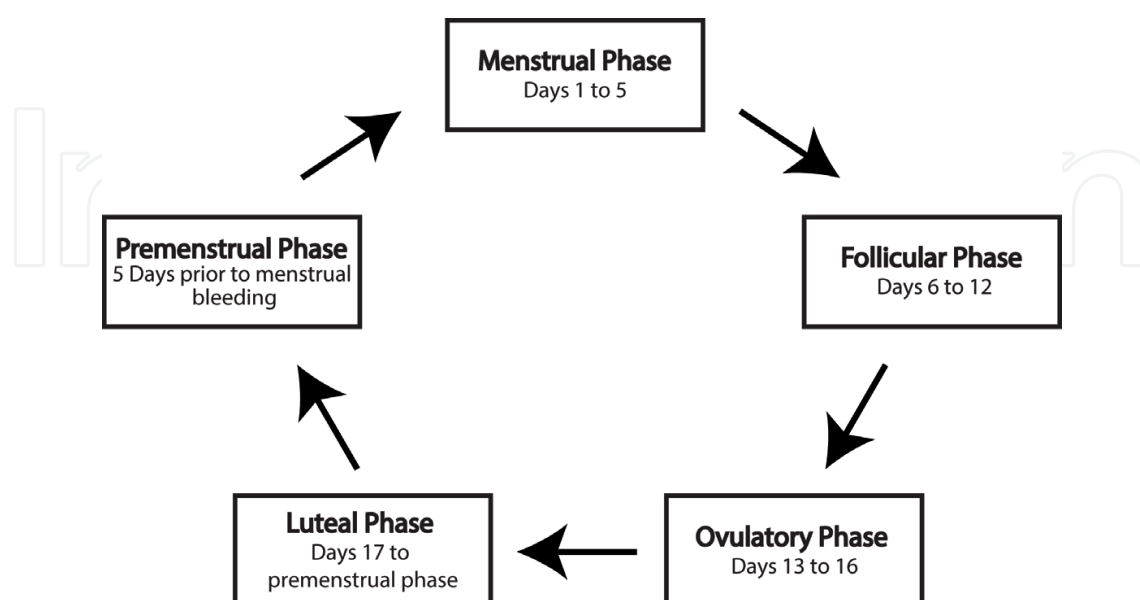 Menstrual Phase
Days 1 to 5
Follicular Phase
Days 6 to 12
Ovulatory Phase
Days 13 to 16
Luteal Phase
Days 17 to
premenstrual phase
Premenstrual Phase
5 Days prior to menstrual
bleeding